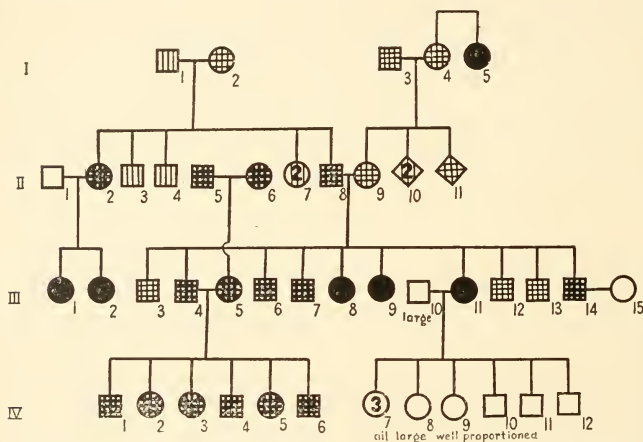 I
1 2 3 4 5
II
1 2 3 4 5 6 2 7 8 9 2 10 11
III
1 2 3 4 5 6 7 8 9 10 11 12 13 14 15
large
IV
1 2 3 4 5 6 3 7 8 9 10 11 12
all large well proportioned